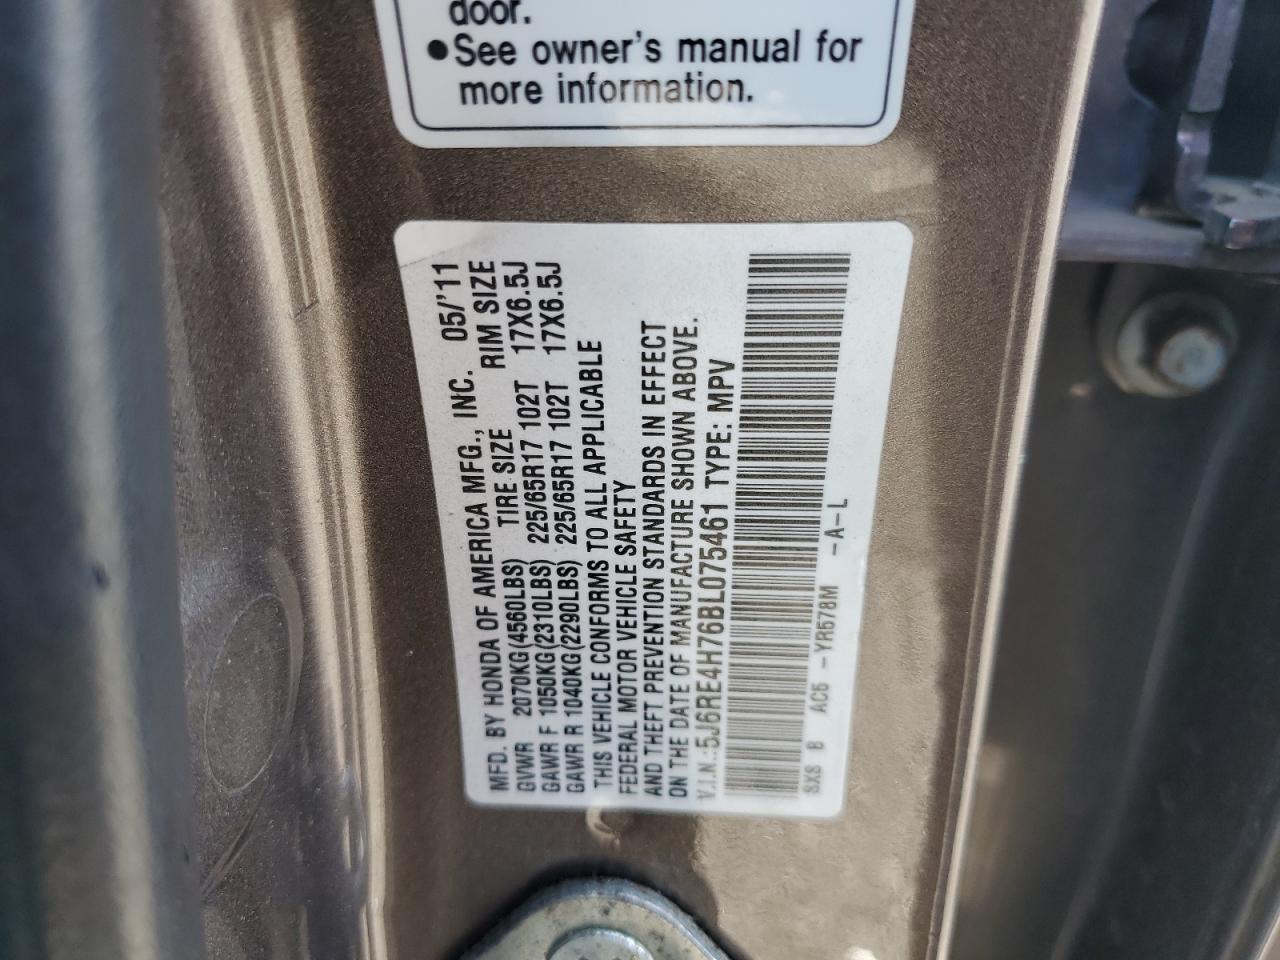 door.
●See owner's manual for
more information.
MFD. BY HONDA OF AMERICA MFG., INC. 05/'11
GVWR 2070KG(4560LBS) TIRE SIZE RIM SIZE
GAWR F 1050KG(2310LBS) 225/65R17 102T 17X6.5J
GAWR R 1040KG(2290LBS) 225/65R17 102T 17X6.5J
THIS VEHICLE CONFORMS TO ALL APPLICABLE
FEDERAL MOTOR VEHICLE SAFETY
AND THEFT PREVENTION STANDARDS IN EFFECT
ON THE DATE OF MANUFACTURE SHOWN ABOVE.
V.I.N.:5J6RE4H76BL075461 TYPE: MPV
SXS B AC5 -YR578M -A-L